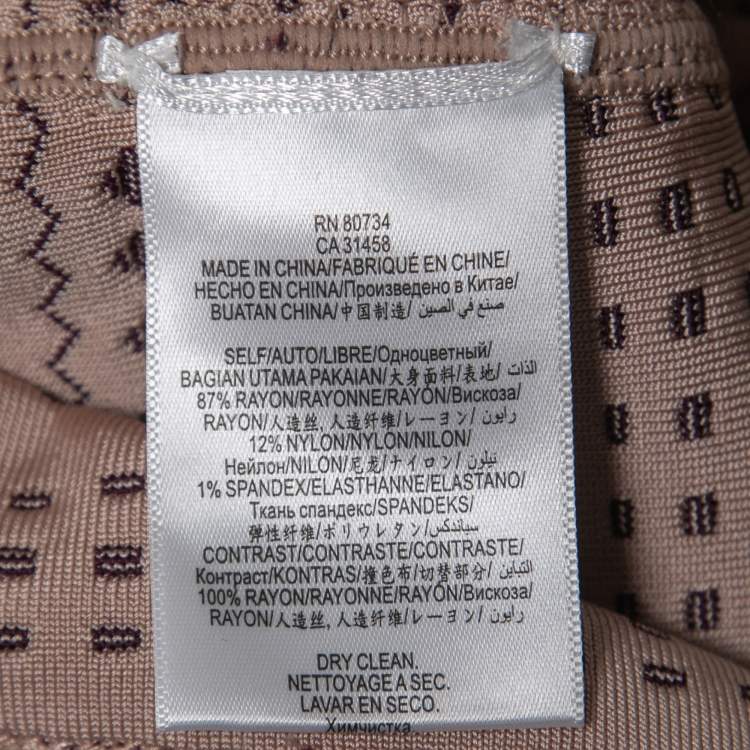 RN 80734
CA 31458
MADE IN CHINA/FABRIQUÉ EN CHINE/
HECHO EN CHINA/Произведено в Китае/
BUATAN CHINA/中国制造/ صنع في الصين
SELF/AUTO/LIBRE/Одноцветный/
BAGIAN UTAMA PAKAIAN/大身面料/表地/ الذات
87% RAYON/RAYONNE/RAYÓN/Вискоза/
RAYON/人造丝, 人造纤维/レーヨン/ رايون
12% NYLON/NYLON/NILON/
Нейлон/NILON/尼龙/ナイロン/ نيلون
1% SPANDEX/ELASTHANNE/ELASTANO/
Ткань спандекс/SPANDEKS/
弹性纤维/ポリウレタン/ سباندكس
CONTRAST/CONTRASTE/CONTRASTE/
Контраст/KONTRAS/撞色布/切替部分/ التباين
100% RAYON/RAYONNE/RAYÓN/Вискоза/
RAYON/人造丝, 人造纤维/レーヨン/ رايون
DRY CLEAN.
NETTOYAGE A SEC.
LAVAR EN SECO.
Химчистка